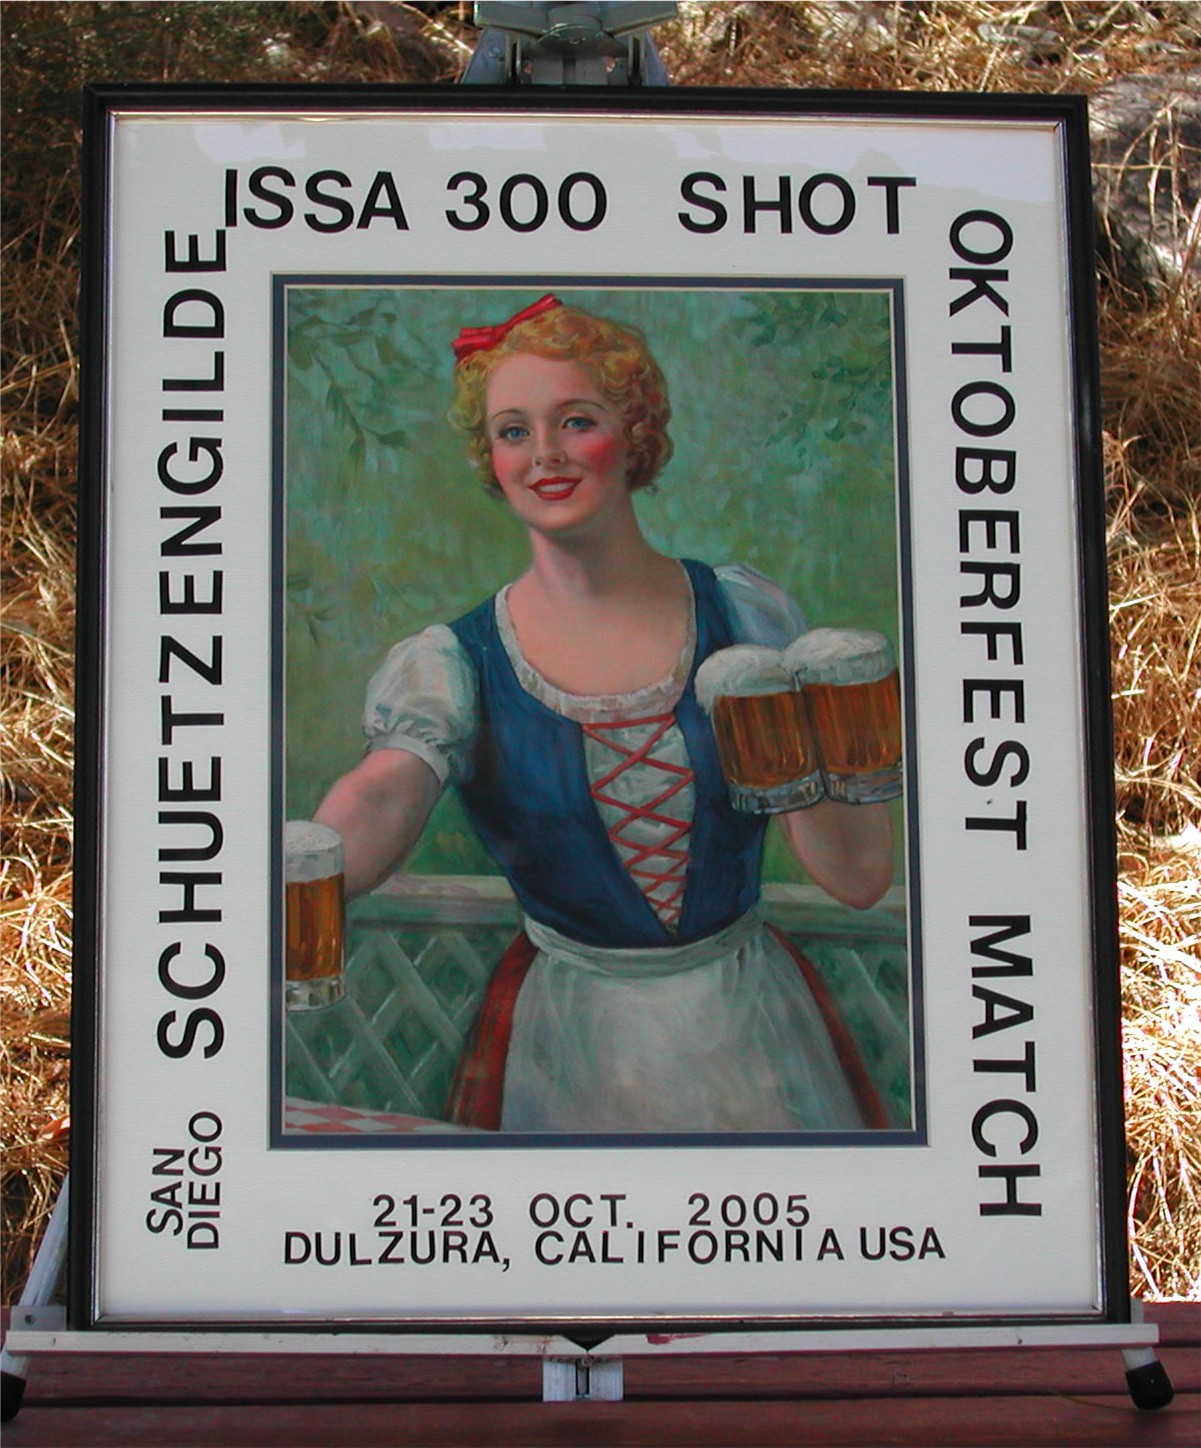 SAN
DIEGO
SCHUETZENGILDE
ISSA 300 SHOT
OKTOBERFEST MATCH
21-23 OCT. 2005
DULZURA, CALIFORNIA USA